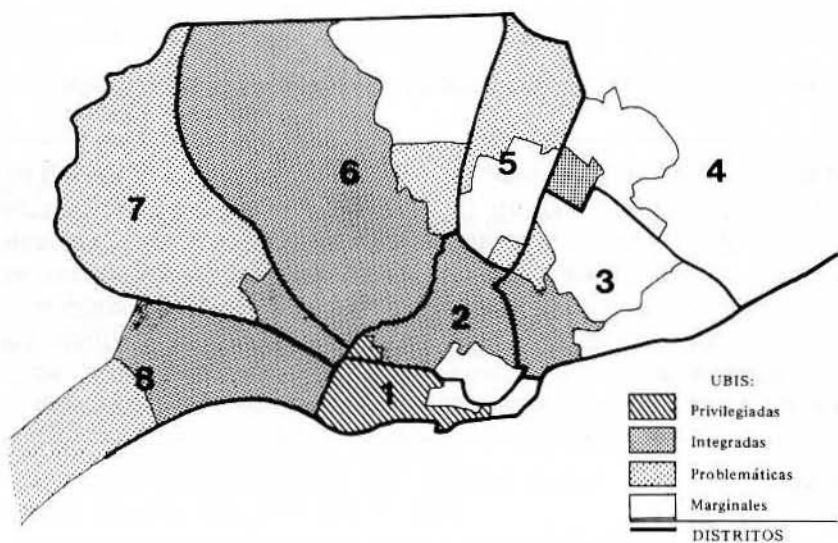 5
4
6
7
3
2
8
1
UBIS:
Privilegiadas
Integradas
Problemáticas
Marginales
DISTRITOS